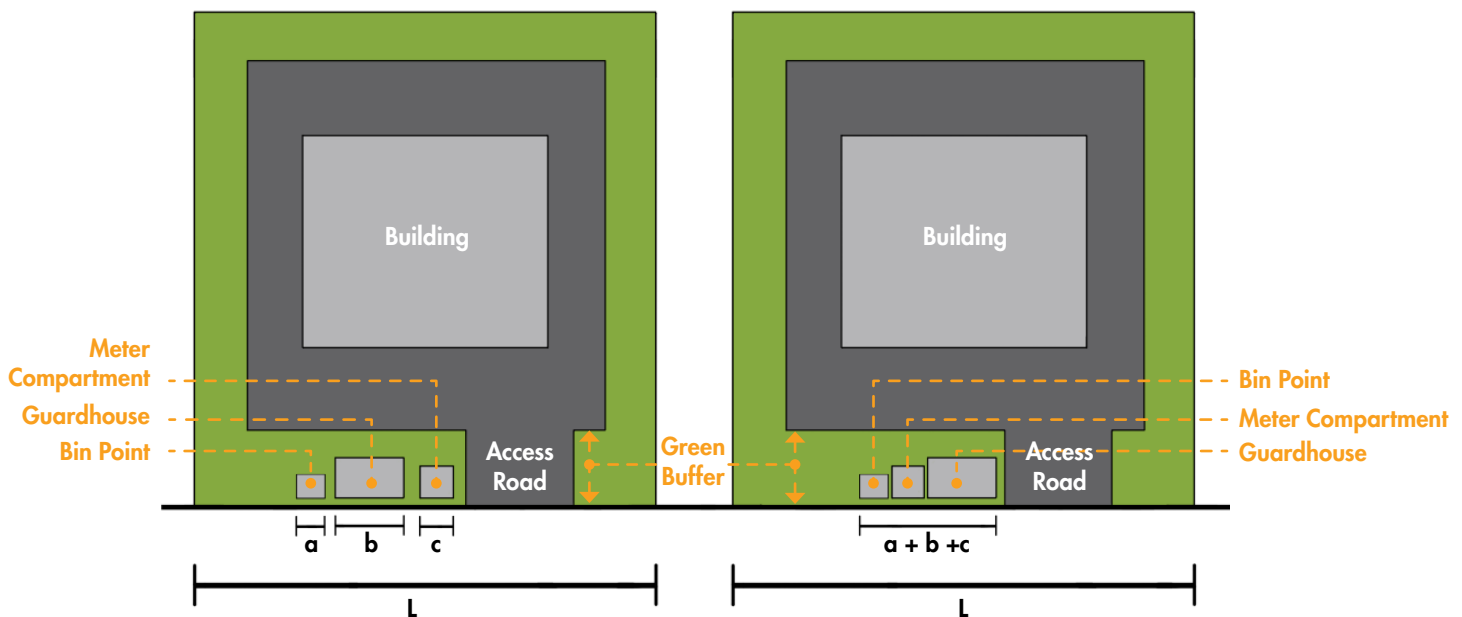 Building
Meter
Compartment
Guardhouse
Bin Point
Access
Road
a
b
c
L
Green
Buffer
Building
Bin Point
Meter Compartment
Guardhouse
Access
Road
a + b +c
L